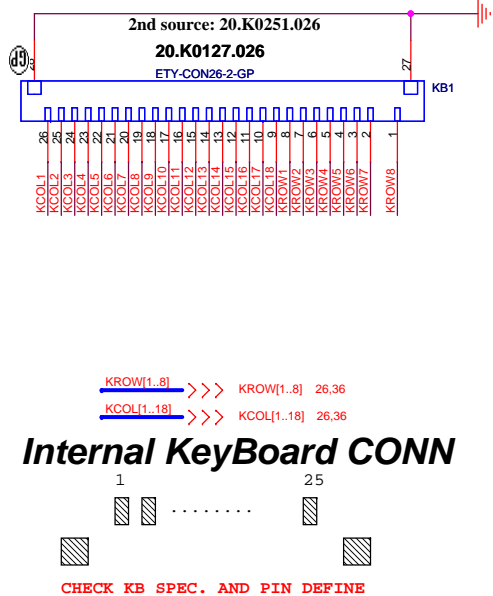 2nd source: 20.K0251.026
20.K0127.026
GP
ETY-CON26-2-GP
28 27
KB1
26 25 24 23 22 21 20 19 18 17 16 15 14 13 12 11 10 9 8 7 6 5 4 3 2 1
KCOL1 KCOL2 KCOL3 KCOL4 KCOL5 KCOL6 KCOL7 KCOL8 KCOL9 KCOL10 KCOL11 KCOL12 KCOL13 KCOL14 KCOL15 KCOL16 KCOL17 KCOL18 KROW1 KROW2 KROW3 KROW4 KROW5 KROW6 KROW7 KROW8
KROW[1..8] KROW[1..8] 26,36
KCOL[1..18] KCOL[1..18] 26,36
Internal KeyBoard CONN
1 25
........
CHECK KB SPEC. AND PIN DEFINE